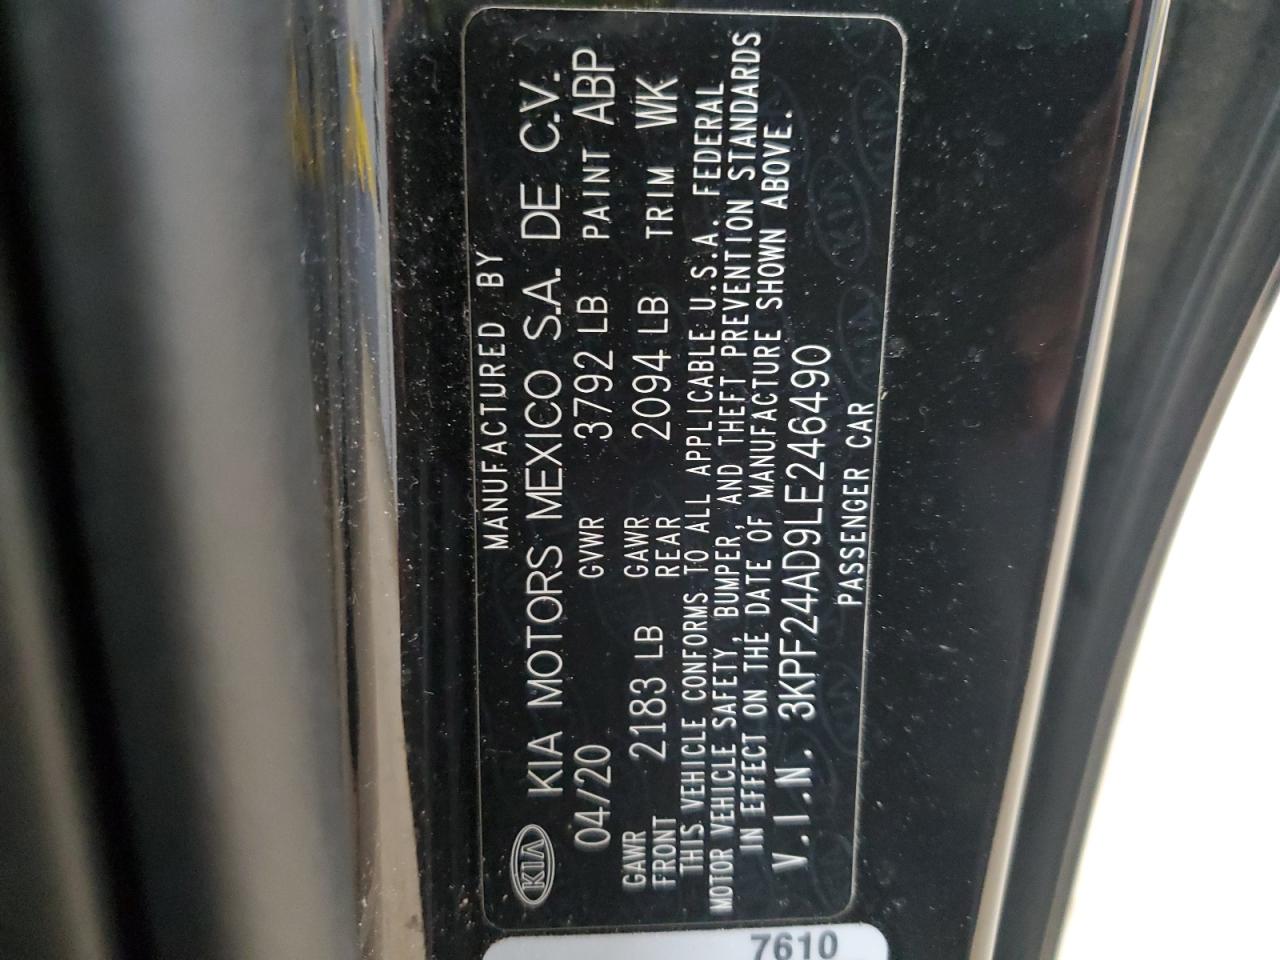 MANUFACTURED BY
KIA KIA MOTORS MEXICO S.A. DE C.V.
04/20 GVWR 3792 LB PAINT ABP
GAWR FRONT 2183 LB GAWR REAR 2094 LB TRIM WK
THIS VEHICLE CONFORMS TO ALL APPLICABLE U.S.A. FEDERAL
MOTOR VEHICLE SAFETY, BUMPER, AND THEFT PREVENTION STANDARDS
IN EFFECT ON THE DATE OF MANUFACTURE SHOWN ABOVE.
V.I.N. 3KPF24AD9LE246490
PASSENGER CAR
7610